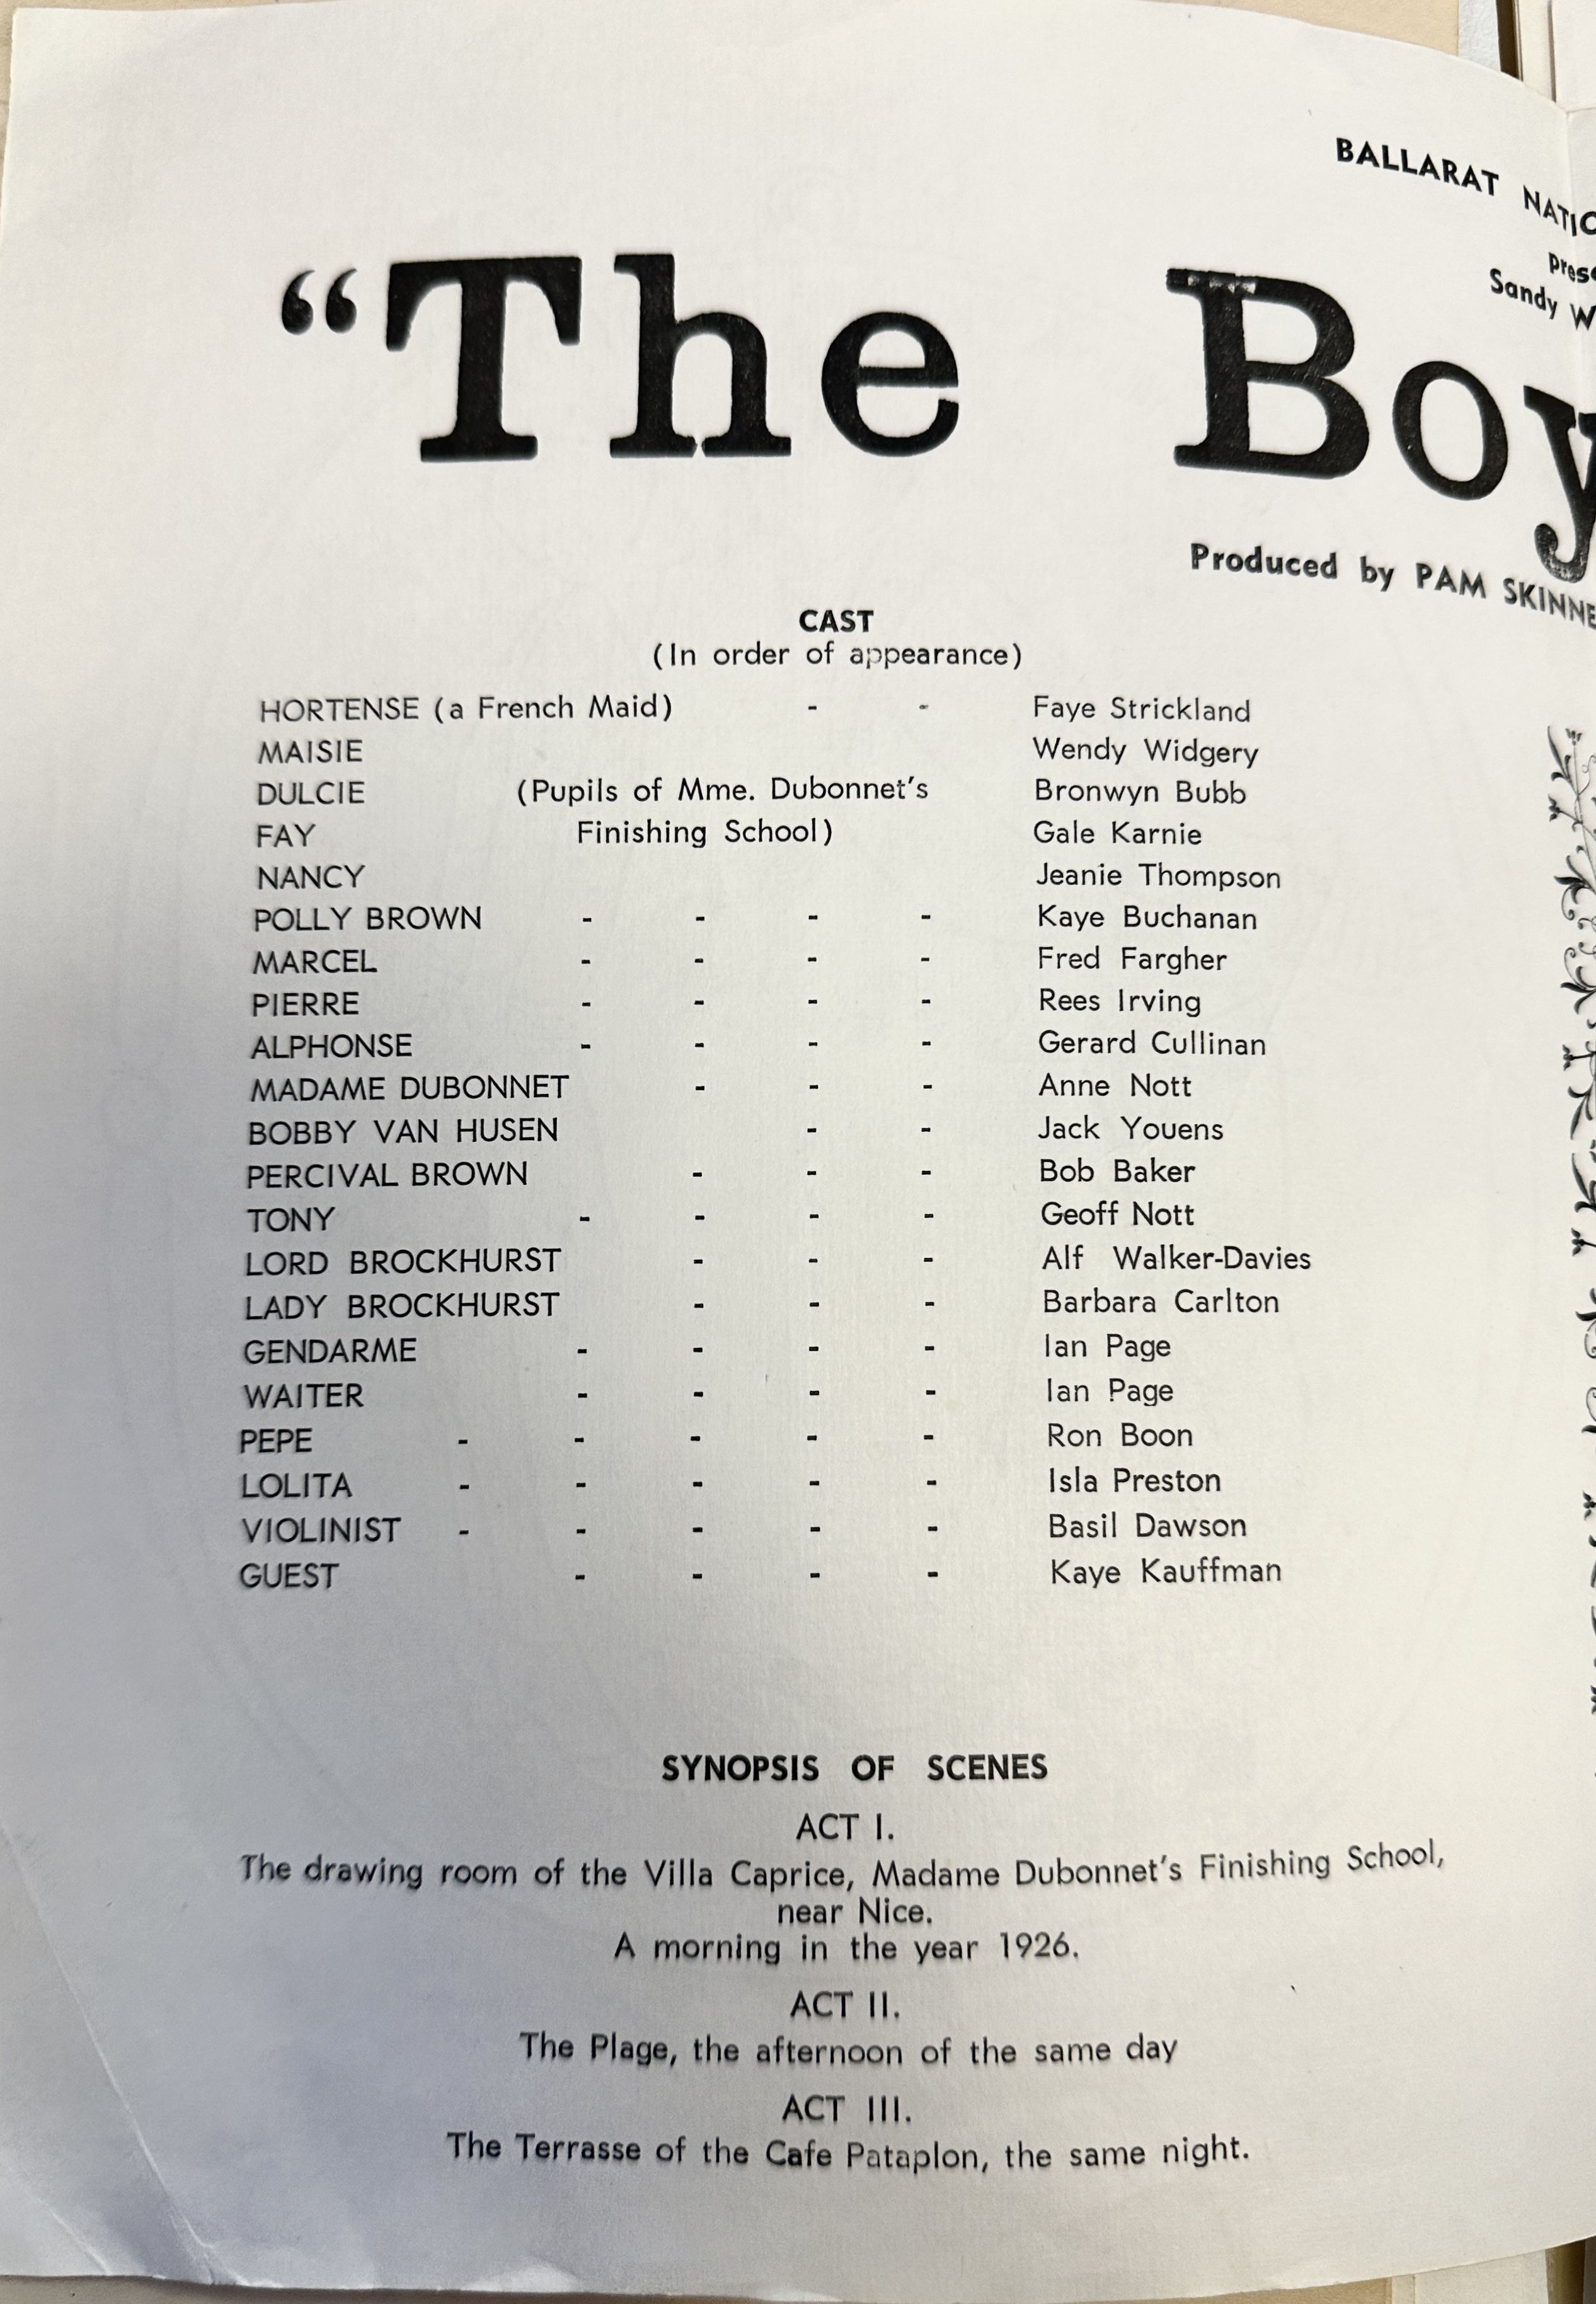 BALLARAT NATIO
prese
Sandy W
“The Boy
Produced by PAM SKINNE
CAST
(In order of appearance)
HORTENSE (a French Maid) - - Faye Strickland
MAISIE Wendy Widgery
DULCIE (Pupils of Mme. Dubonnet's Bronwyn Bubb
FAY Finishing School) Gale Karnie
NANCY Jeanie Thompson
POLLY BROWN - - - - Kaye Buchanan
MARCEL - - - - Fred Fargher
PIERRE - - - - Rees Irving
ALPHONSE - - - - Gerard Cullinan
MADAME DUBONNET - - - Anne Nott
BOBBY VAN HUSEN - - Jack Youens
PERCIVAL BROWN - - - Bob Baker
TONY - - - - Geoff Nott
LORD BROCKHURST - - - Alf Walker-Davies
LADY BROCKHURST - - - Barbara Carlton
GENDARME - - - - Ian Page
WAITER - - - - Ian Page
PEPE - - - - - Ron Boon
LOLITA - - - - - Isla Preston
VIOLINIST - - - - - Basil Dawson
GUEST - - - - Kaye Kauffman
SYNOPSIS OF SCENES
ACT I.
The drawing room of the Villa Caprice, Madame Dubonnet's Finishing School,
near Nice.
A morning in the year 1926.
ACT II.
The Plage, the afternoon of the same day
ACT III.
The Terrasse of the Cafe Pataplon, the same night.